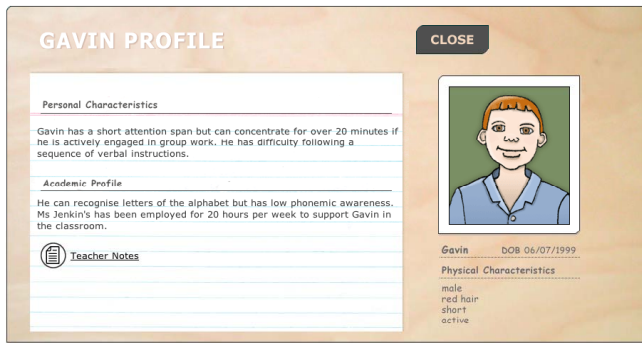 GAVIN PROFILE
CLOSE
Personal Characteristics
Gavin has a short attention span but can concentrate for over 20 minutes if
he is actively engaged in group work. He has difficulty following a
sequence of verbal instructions.
Academic Profile
He can recognise letters of the alphabet but has low phonemic awareness.
Ms Jenkin's has been employed for 20 hours per week to support Gavin in
the classroom.
Teacher Notes
Gavin DOB 06/07/1999
Physical Characteristics
male
red hair
short
active